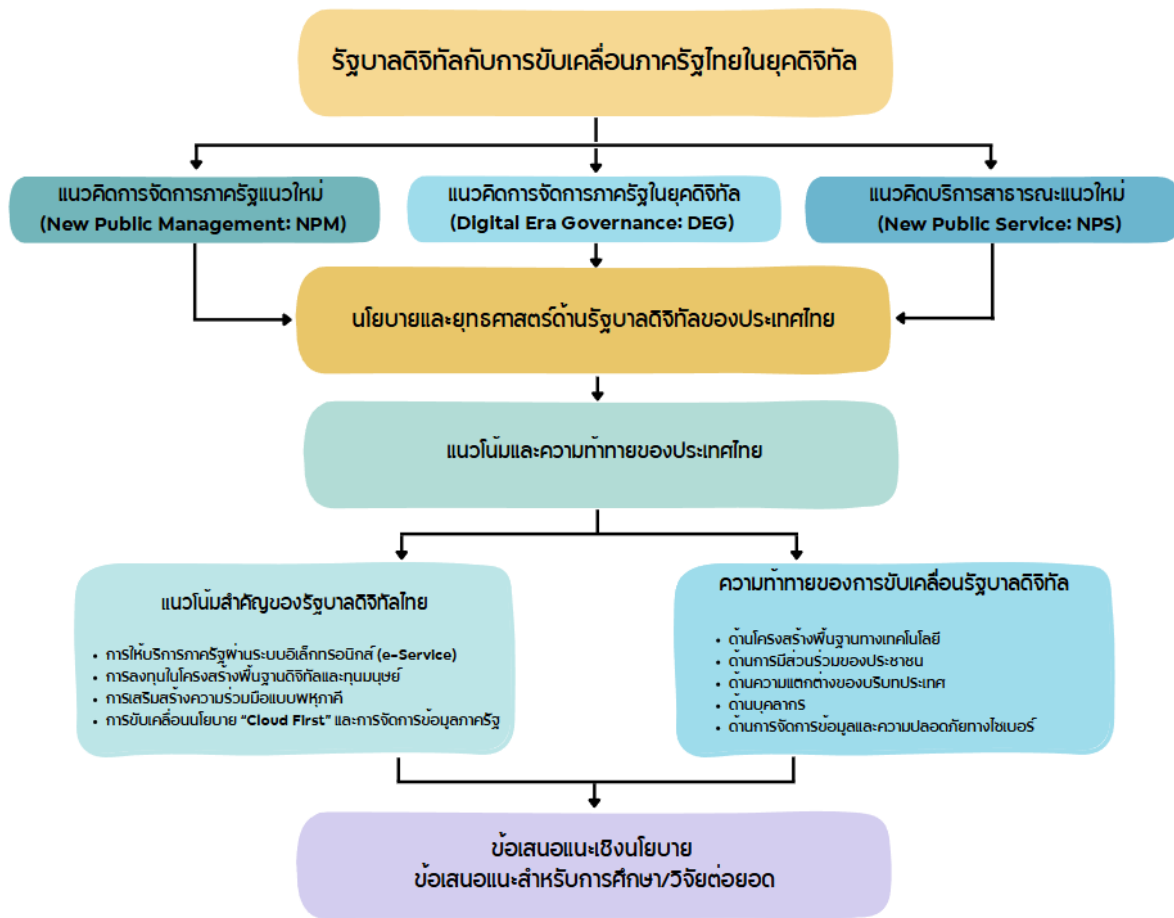 รัฐบาลดิจิทัลกับการขับเคลื่อนภาครัฐไทยในยุคดิจิทัล
แนวคิดการจัดการภาครัฐแนวใหม่
(New Public Management: NPM)
แนวคิดการจัดการภาครัฐในยุคดิจิทัล
(Digital Era Governance: DEG)
แนวคิดบริการสาธารณะแนวใหม่
(New Public Service: NPS)
นโยบายและยุทธศาสตร์ด้านรัฐบาลดิจิทัลของประเทศไทย
แนวโน้มและความท้าทายของประเทศไทย
แนวโน้มสำคัญของรัฐบาลดิจิทัลไทย
• การให้บริการภาครัฐผ่านระบบอิเล็กทรอนิกส์ (e-Service)
• การลงทุนในโครงสร้างพื้นฐานดิจิทัลและทุนมนุษย์
• การเสริมสร้างความร่วมมือแบบพหุภาคี
• การขับเคลื่อนนโยบาย “Cloud First” และการจัดการข้อมูลภาครัฐ
ความท้าทายของการขับเคลื่อนรัฐบาลดิจิทัล
• ด้านโครงสร้างพื้นฐานทางเทคโนโลยี
• ด้านการมีส่วนร่วมของประชาชน
• ด้านความแตกต่างของบริบทประเทศ
• ด้านบุคลากร
• ด้านการจัดการข้อมูลและความปลอดภัยทางไซเบอร์
ข้อเสนอแนะเชิงนโยบาย
ข้อเสนอแนะสำหรับการศึกษา/วิจัยต่อยอด